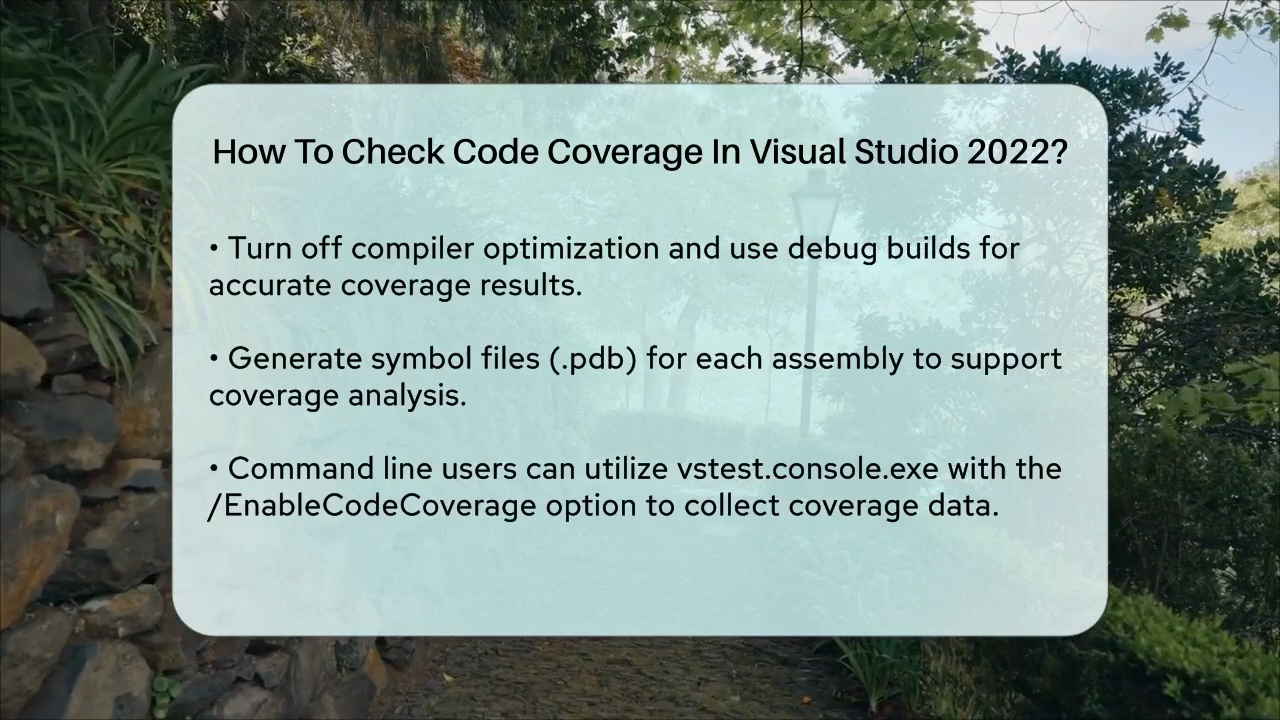 How To Check Code Coverage In Visual Studio 2022?
• Turn off compiler optimization and use debug builds for
accurate coverage results.
• Generate symbol files (.pdb) for each assembly to support
coverage analysis.
• Command line users can utilize vstest.console.exe with the
/EnableCodeCoverage option to collect coverage data.